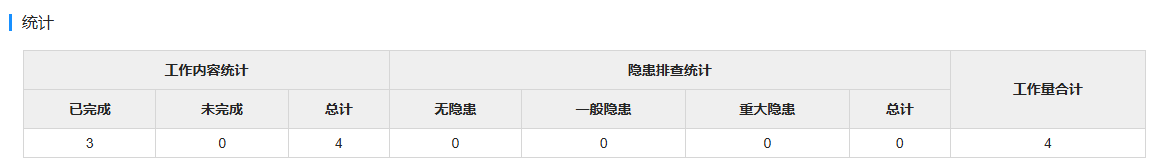 统计
工作内容统计 隐患排查统计 工作量合计
已完成 未完成 总计 无隐患 一般隐患 重大隐患 总计
3 0 4 0 0 0 0 4